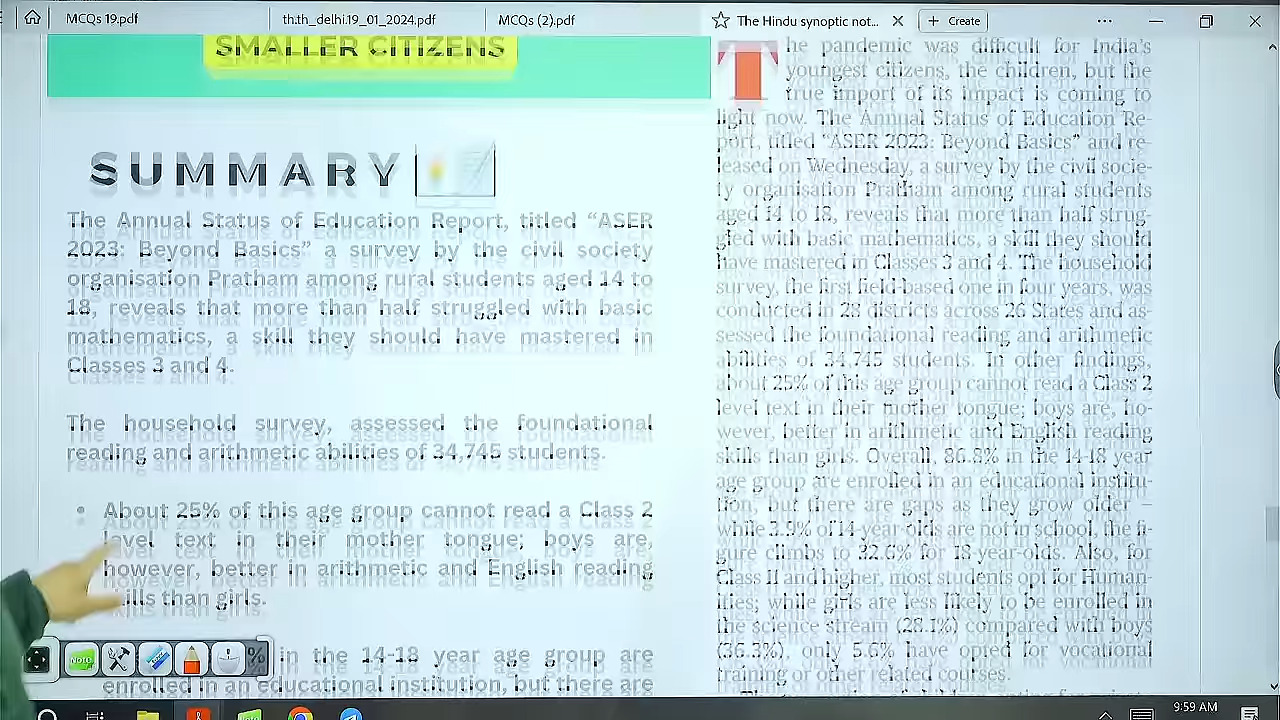 MCQs 19.pdf
th.th_delhi.19_01_2024.pdf
MCQs (2).pdf
The Hindu synoptic not...
+ Create
SMALLER CITIZENS
SUMMARY
The Annual Status of Education Report, titled “ASER
2023: Beyond Basics” a survey by the civil society
organisation Pratham among rural students aged 14 to
18, reveals that more than half struggled with basic
mathematics, a skill they should have mastered in
Classes 3 and 4.
The household survey, assessed the foundational
reading and arithmetic abilities of 34,745 students.
• About 25% of this age group cannot read a Class 2
level text in their mother tongue; boys are,
however, better in arithmetic and English reading
skills than girls.
% in the 14-18 year age group are
enrolled in an educational institution, but there are
The pandemic was difficult for India’s
youngest citizens, the children, but the
true import of its impact is coming to
light now. The Annual Status of Education Re-
port, titled “ASER 2023: Beyond Basics” and re-
leased on Wednesday, a survey by the civil socie-
ty organisation Pratham among rural students
aged 14 to 18, reveals that more than half strug-
gled with basic mathematics, a skill they should
have mastered in Classes 3 and 4. The household
survey, the first field-based one in four years, was
conducted in 28 districts across 26 States and as-
sessed the foundational reading and arithmetic
abilities of 34,745 students. In other findings,
about 25% of this age group cannot read a Class 2
level text in their mother tongue; boys are, ho-
wever, better in arithmetic and English reading
skills than girls. Overall, 86.8% in the 14-18 year
age group are enrolled in an educational institu-
tion, but there are gaps as they grow older –
while 3.9% of 14-year-olds are not in school, the fi-
gure climbs to 32.6% for 18-year-olds. Also, for
Class 11 and higher, most students opt for Human-
ities; while girls are less likely to be enrolled in
the science stream (28.1%) compared with boys
(36.3%), only 5.6% have opted for vocational
training or other related courses.
Note
9:59 AM